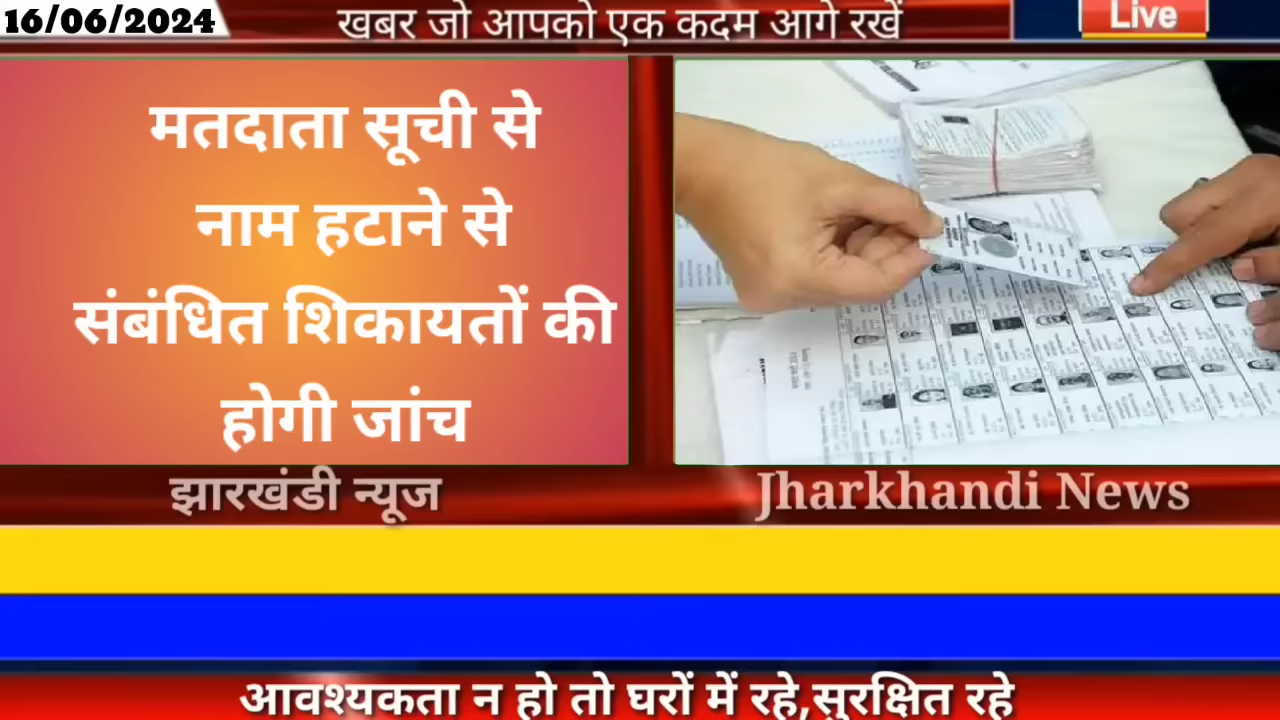 16/06/2024
खबर जो आपको एक कदम आगे रखें
Live
मतदाता सूची से
नाम हटाने से
संबंधित शिकायतों की
होगी जांच
झारखंडी न्यूज
Jharkhandi News
आवश्यकता न हो तो घरों में रहे,सुरक्षित रहे